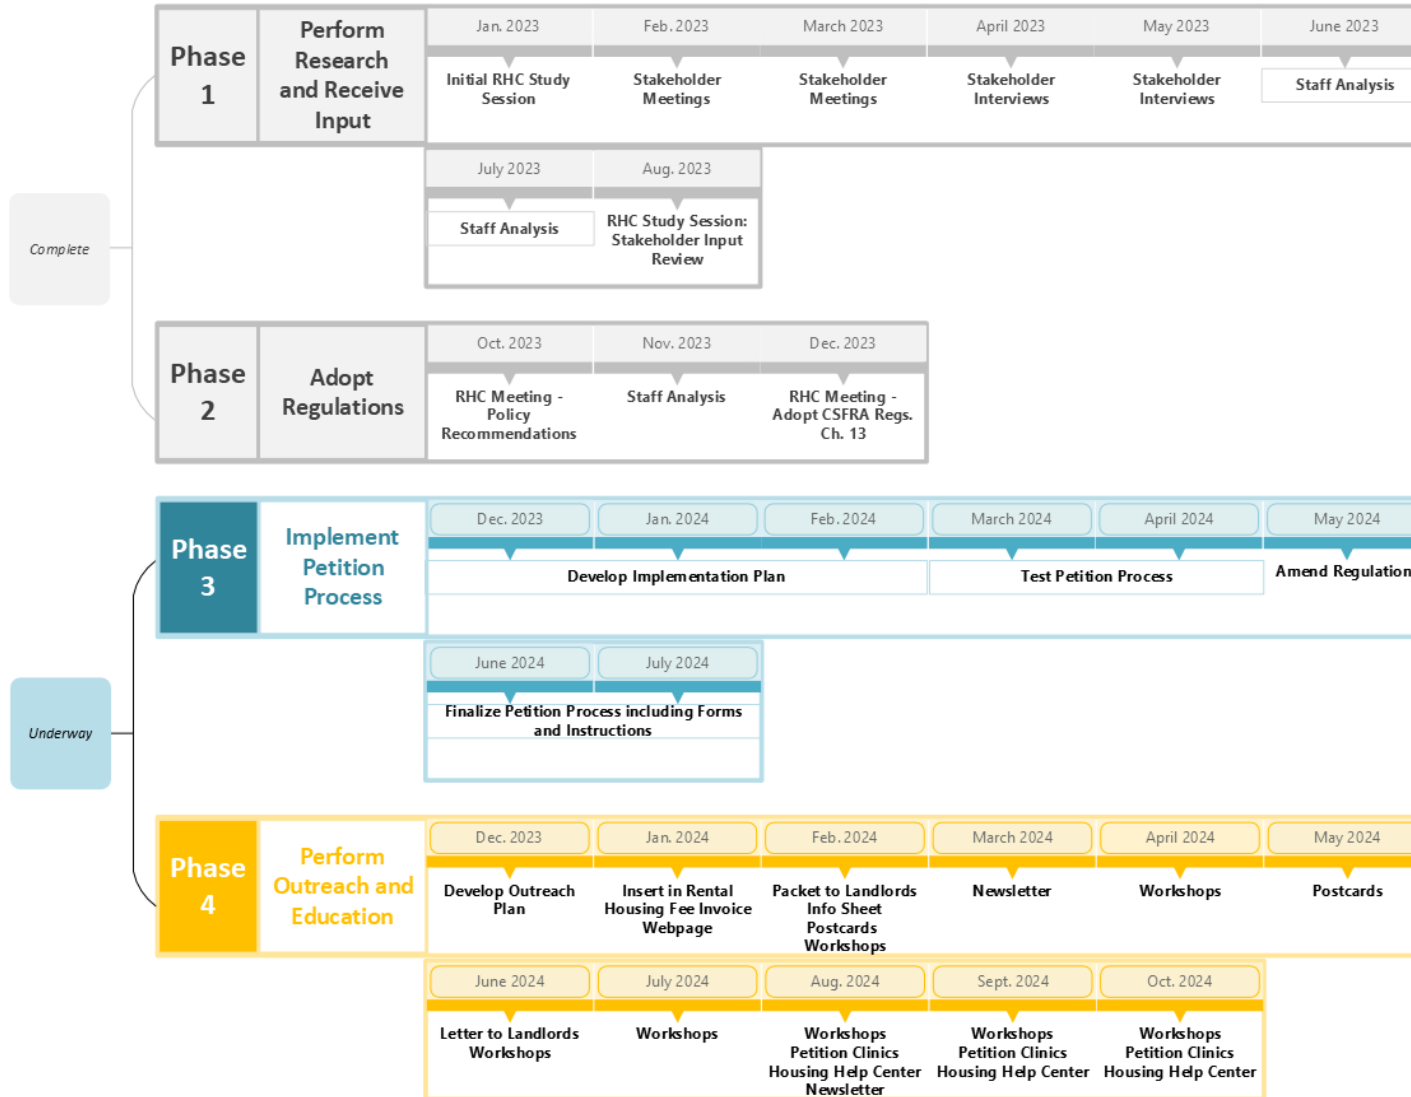 Complete
Phase
1
Perform
Research
and Receive
Input
Jan. 2023
Feb. 2023
March 2023
April 2023
May 2023
June 2023
Initial RHC Study
Session
Stakeholder
Meetings
Stakeholder
Meetings
Stakeholder
Interviews
Stakeholder
Interviews
Staff Analysis
July 2023
Aug. 2023
Staff Analysis
RHC Study Session:
Stakeholder Input
Review
Phase
2
Adopt
Regulations
Oct. 2023
Nov. 2023
Dec. 2023
RHC Meeting -
Policy
Recommendations
Staff Analysis
RHC Meeting -
Adopt CSFRA Regs.
Ch. 13
Underway
Phase
3
Implement
Petition
Process
Dec. 2023
Jan. 2024
Feb. 2024
March 2024
April 2024
May 2024
Develop Implementation Plan
Test Petition Process
Amend Regulation
June 2024
July 2024
Finalize Petition Process including Forms
and Instructions
Phase
4
Perform
Outreach and
Education
Dec. 2023
Jan. 2024
Feb. 2024
March 2024
April 2024
May 2024
Develop Outreach
Plan
Insert in Rental
Housing Fee Invoice
Webpage
Packet to Landlords
Info Sheet
Postcards
Workshops
Newsletter
Workshops
Postcards
June 2024
July 2024
Aug. 2024
Sept. 2024
Oct. 2024
Letter to Landlords
Workshops
Workshops
Workshops
Petition Clinics
Housing Help Center
Newsletter
Workshops
Petition Clinics
Housing Help Center
Workshops
Petition Clinics
Housing Help Center